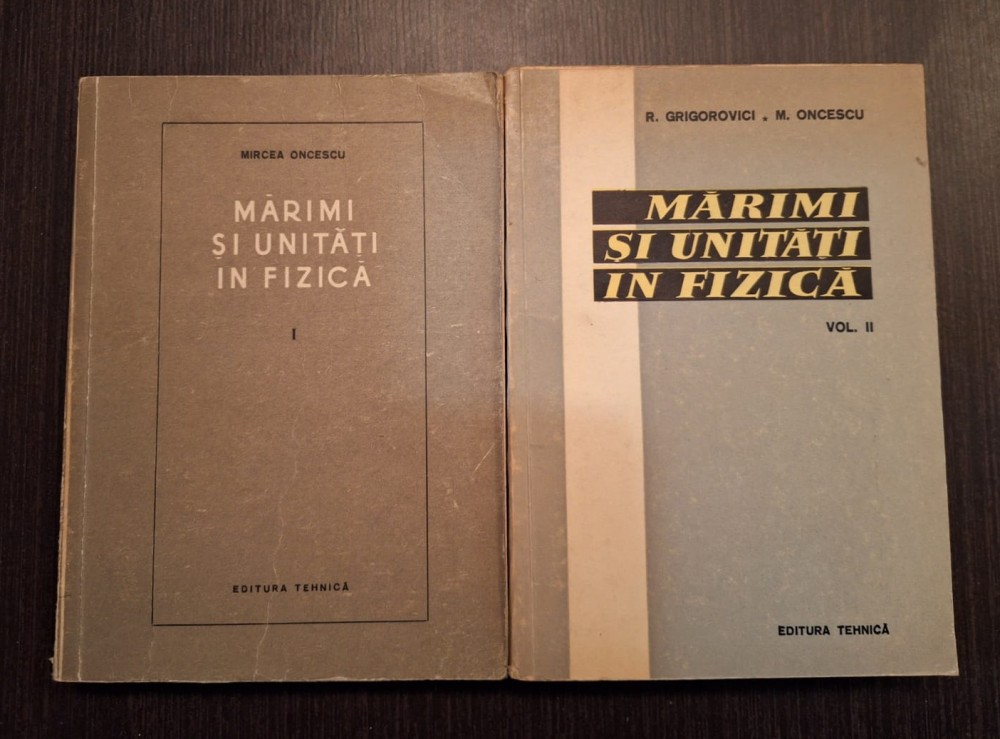 MIRCEA ONCESCU
MĂRIMI
ȘI UNITĂȚI
IN FIZICĂ
I
EDITURA TEHNICĂ
R. GRIGOROVICI • M. ONCESCU
MĂRIMI
ȘI UNITĂȚI
IN FIZICĂ
VOL. II
EDITURA TEHNICĂ